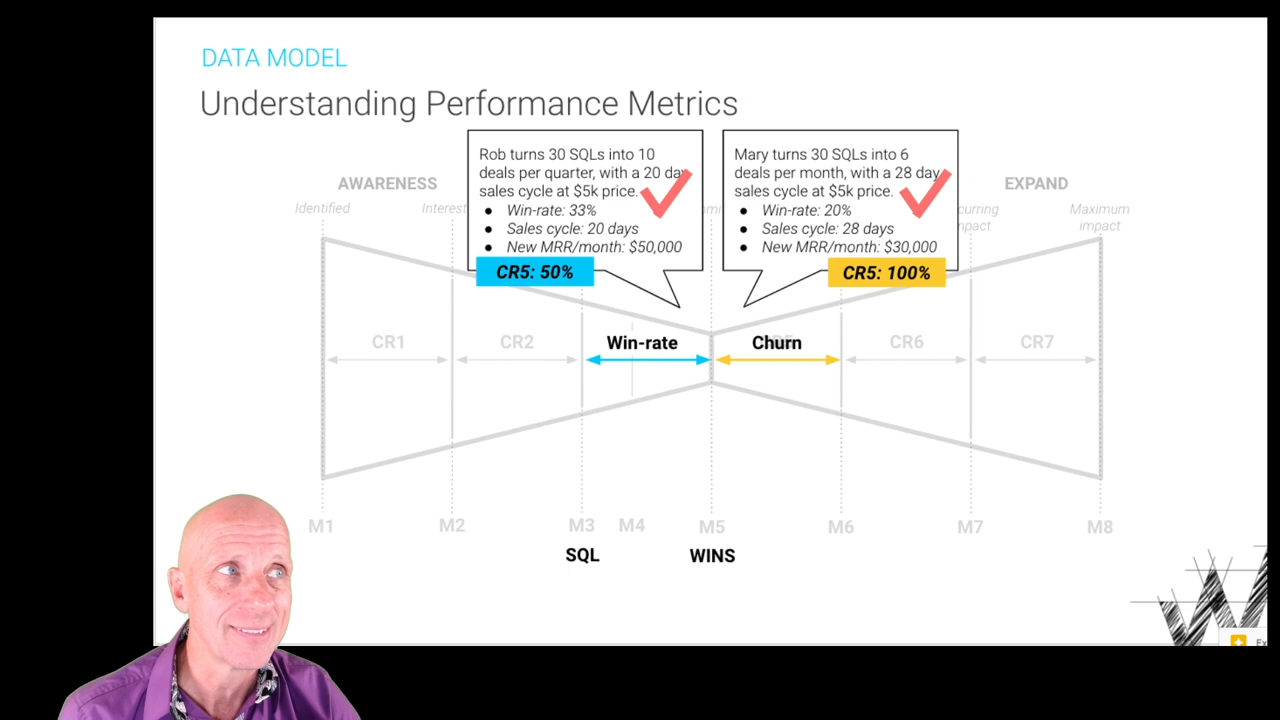 DATA MODEL
Understanding Performance Metrics
Rob turns 30 SQLs into 10
deals per quarter, with a 20 day
sales cycle at $5k price.
● Win-rate: 33%
● Sales cycle: 20 days
● New MRR/month: $50,000
CR5: 50%
Mary turns 30 SQLs into 6
deals per month, with a 28 day
sales cycle at $5k price.
● Win-rate: 20%
● Sales cycle: 28 days
● New MRR/month: $30,000
CR5: 100%
AWARENESS
EXPAND
Identified
Interest
Maximum
impact
CR1
CR2
Win-rate
Churn
CR6
CR7
M1
M2
M3
M4
M5
M6
M7
M8
SQL
WINS